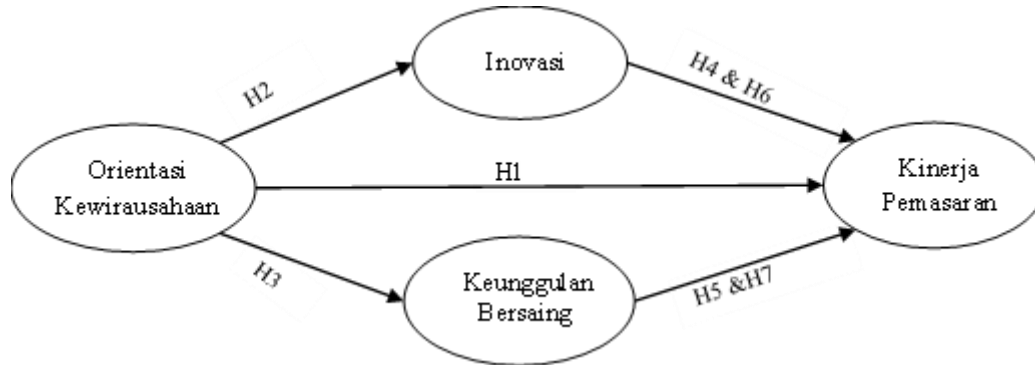 Inovasi
H2
H4 & H6
Orientasi
Kewirausahaan
H1
Kinerja
Pemasaran
H3
Keunggulan
Bersaing
H5 &H7